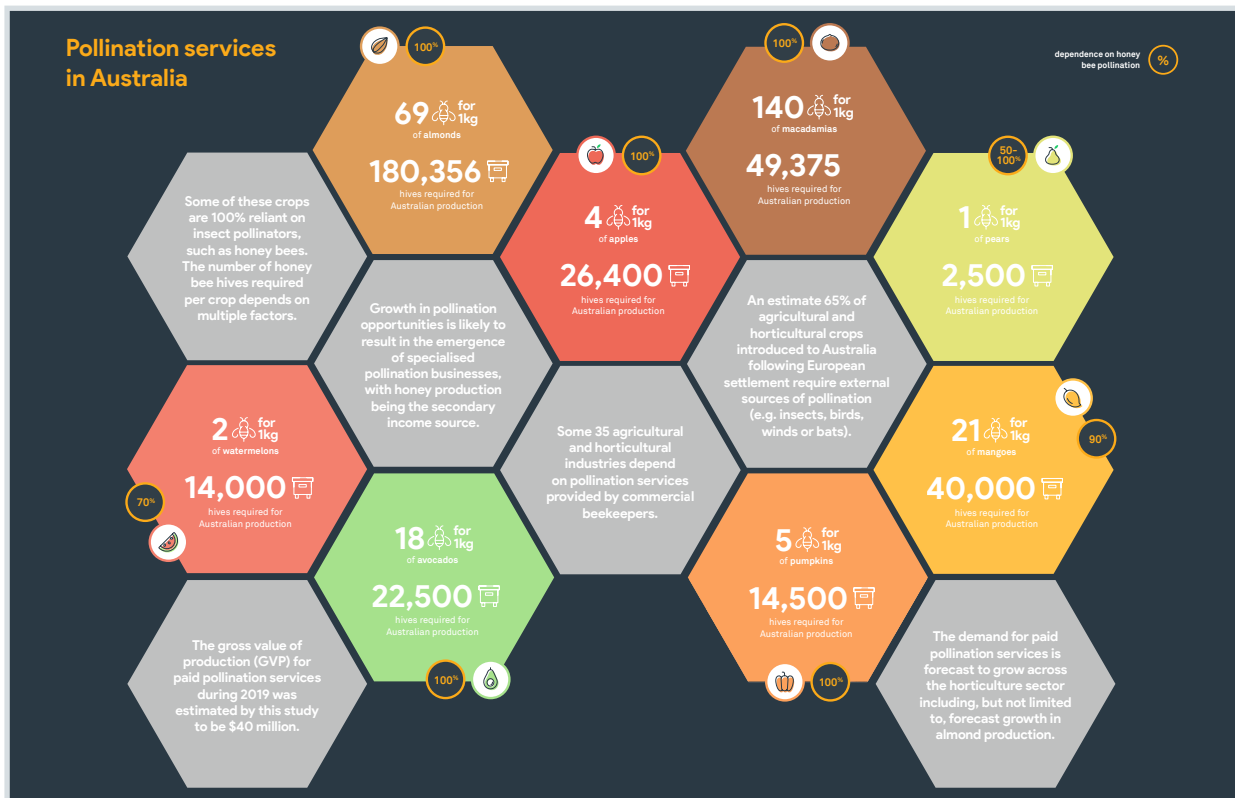 Pollination services
in Australia
dependence on honey
bee pollination
%
100%
69 for
1kg
of almonds
180,356
hives required for
Australian production
100%
140 for
1kg
of macadamias
49,375
hives required for
Australian production
Some of these crops
are 100% reliant on
insect pollinators,
such as honey bees.
The number of honey
bee hives required
per crop depends on
multiple factors.
100%
4 for
1kg
of apples
26,400
hives required for
Australian production
50–
100%
1 for
1kg
of pears
2,500
hives required for
Australian production
Growth in pollination
opportunities is likely to
result in the emergence
of specialised
pollination businesses,
with honey production
being the secondary
income source.
An estimate 65% of
agricultural and
horticultural crops
introduced to Australia
following European
settlement require external
sources of pollination
(e.g. insects, birds,
winds or bats).
2 for
1kg
of watermelons
14,000
hives required for
Australian production
70%
Some 35 agricultural
and horticultural
industries depend
on pollination services
provided by commercial
beekeepers.
21 for
1kg
of mangoes
40,000
hives required for
Australian production
90%
18 for
1kg
of avocados
22,500
hives required for
Australian production
100%
5 for
1kg
of pumpkins
14,500
hives required for
Australian production
100%
The gross value of
production (GVP) for
paid pollination services
during 2019 was
estimated by this study
to be $40 million.
The demand for paid
pollination services is
forecast to grow across
the horticulture sector
including, but not limited
to, forecast growth in
almond production.